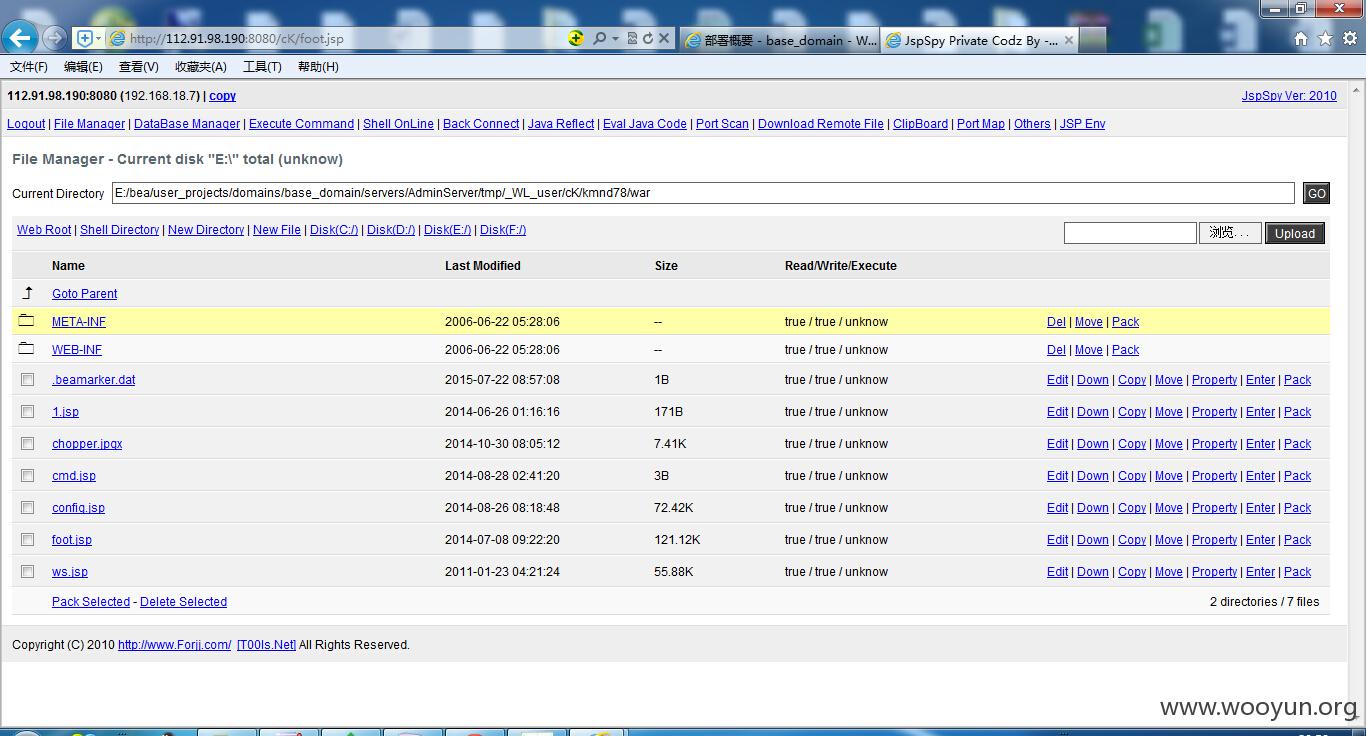 http://112.91.98.190:8080/cK/foot.jsp
部署概要 - base_domain - W...
JspSpy Private Codz By -...
文件(F) 编辑(E) 查看(V) 收藏夹(A) 工具(T) 帮助(H)
112.91.98.190:8080 (192.168.18.7) | copy
JspSpy Ver: 2010
Logout | File Manager | DataBase Manager | Execute Command | Shell OnLine | Back Connect | Java Reflect | Eval Java Code | Port Scan | Download Remote File | ClipBoard | Port Map | Others | JSP Env
File Manager - Current disk "E:\" total (unknow)
Current Directory E:/bea/user_projects/domains/base_domain/servers/AdminServer/tmp/_WL_user/cK/kmnd78/war GO
Web Root | Shell Directory | New Directory | New File | Disk(C:/) | Disk(D:/) | Disk(E:/) | Disk(F:/)
浏览... Upload
Name Last Modified Size Read/Write/Execute
Goto Parent
META-INF 2006-06-22 05:28:06 -- true / true / unknow Del | Move | Pack
WEB-INF 2006-06-22 05:28:06 -- true / true / unknow Del | Move | Pack
.beamarker.dat 2015-07-22 08:57:08 1B true / true / unknow Edit | Down | Copy | Move | Property | Enter | Pack
1.jsp 2014-06-26 01:16:16 171B true / true / unknow Edit | Down | Copy | Move | Property | Enter | Pack
chopper.jpgx 2014-10-30 08:05:12 7.41K true / true / unknow Edit | Down | Copy | Move | Property | Enter | Pack
cmd.jsp 2014-08-28 02:41:20 3B true / true / unknow Edit | Down | Copy | Move | Property | Enter | Pack
config.jsp 2014-08-26 08:18:48 72.42K true / true / unknow Edit | Down | Copy | Move | Property | Enter | Pack
foot.jsp 2014-07-08 09:22:20 121.12K true / true / unknow Edit | Down | Copy | Move | Property | Enter | Pack
ws.jsp 2011-01-23 04:21:24 55.88K true / true / unknow Edit | Down | Copy | Move | Property | Enter | Pack
Pack Selected - Delete Selected
2 directories / 7 files
Copyright (C) 2010 http://www.Forjj.com/ [T00ls.Net] All Rights Reserved.
www.wooyun.org